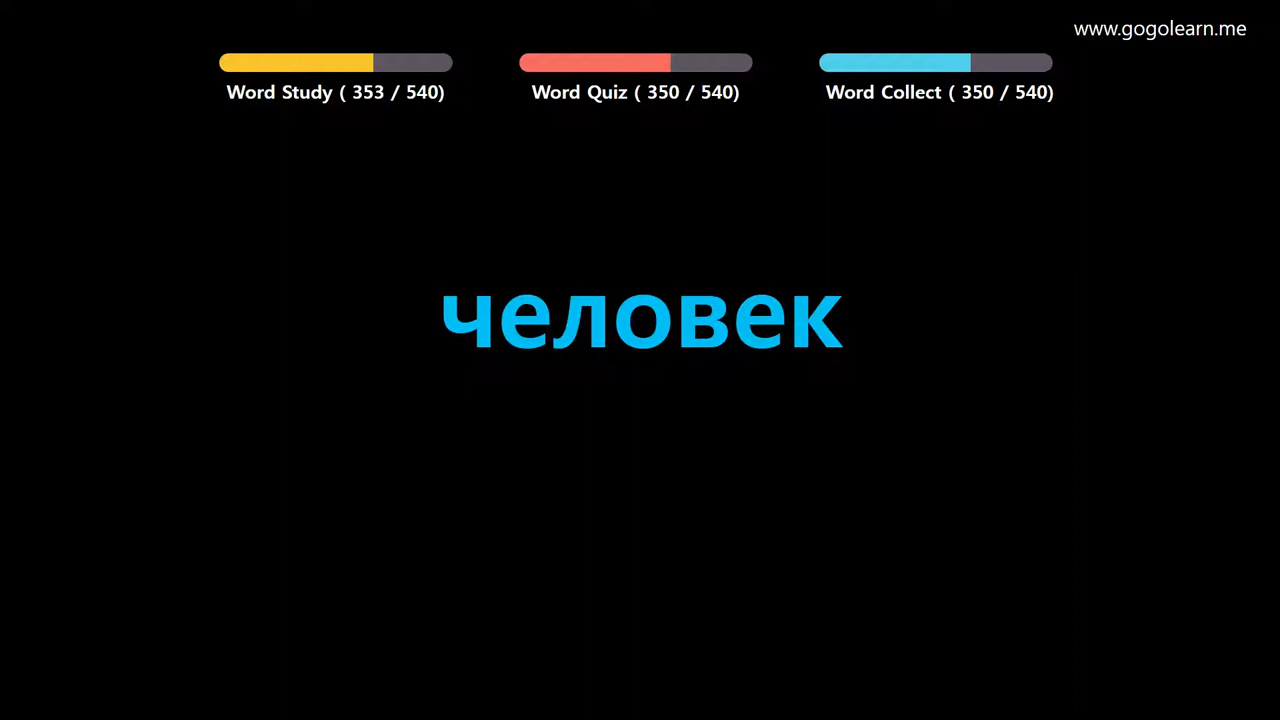 www.gogolearn.me
Word Study ( 353 / 540)
Word Quiz ( 350 / 540)
Word Collect ( 350 / 540)
человек